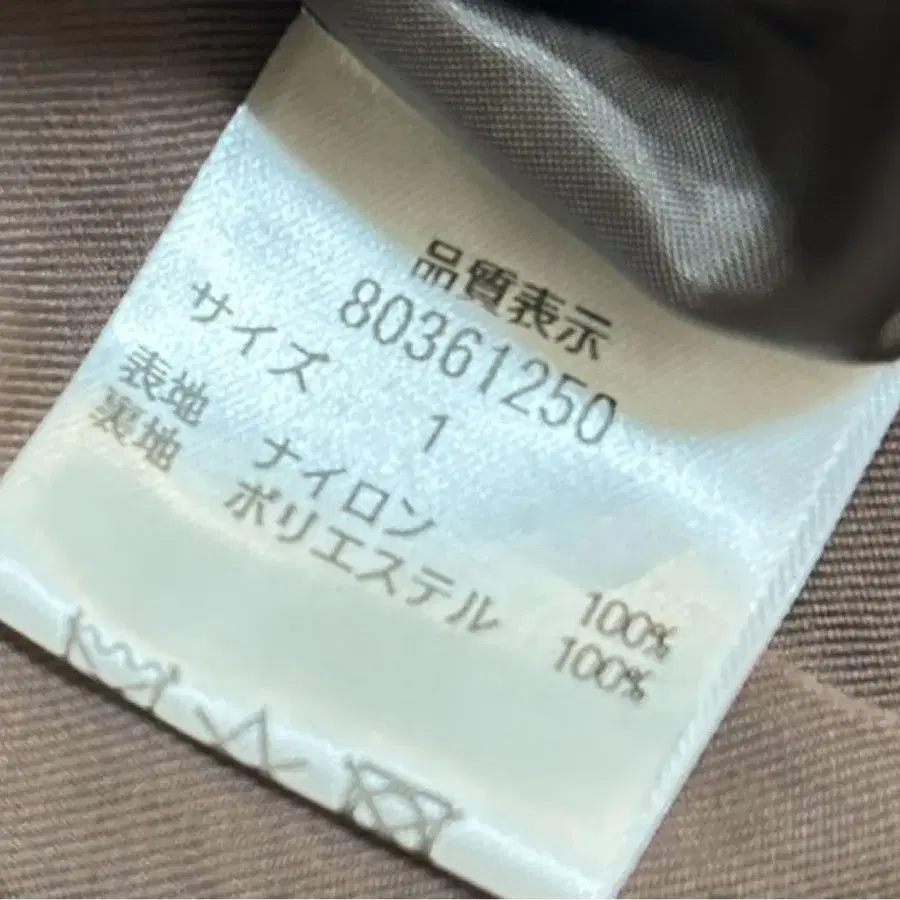 品質表示
80361250
サイズ 1
表地 ナイロン 100%
裏地 ポリエステル 100%